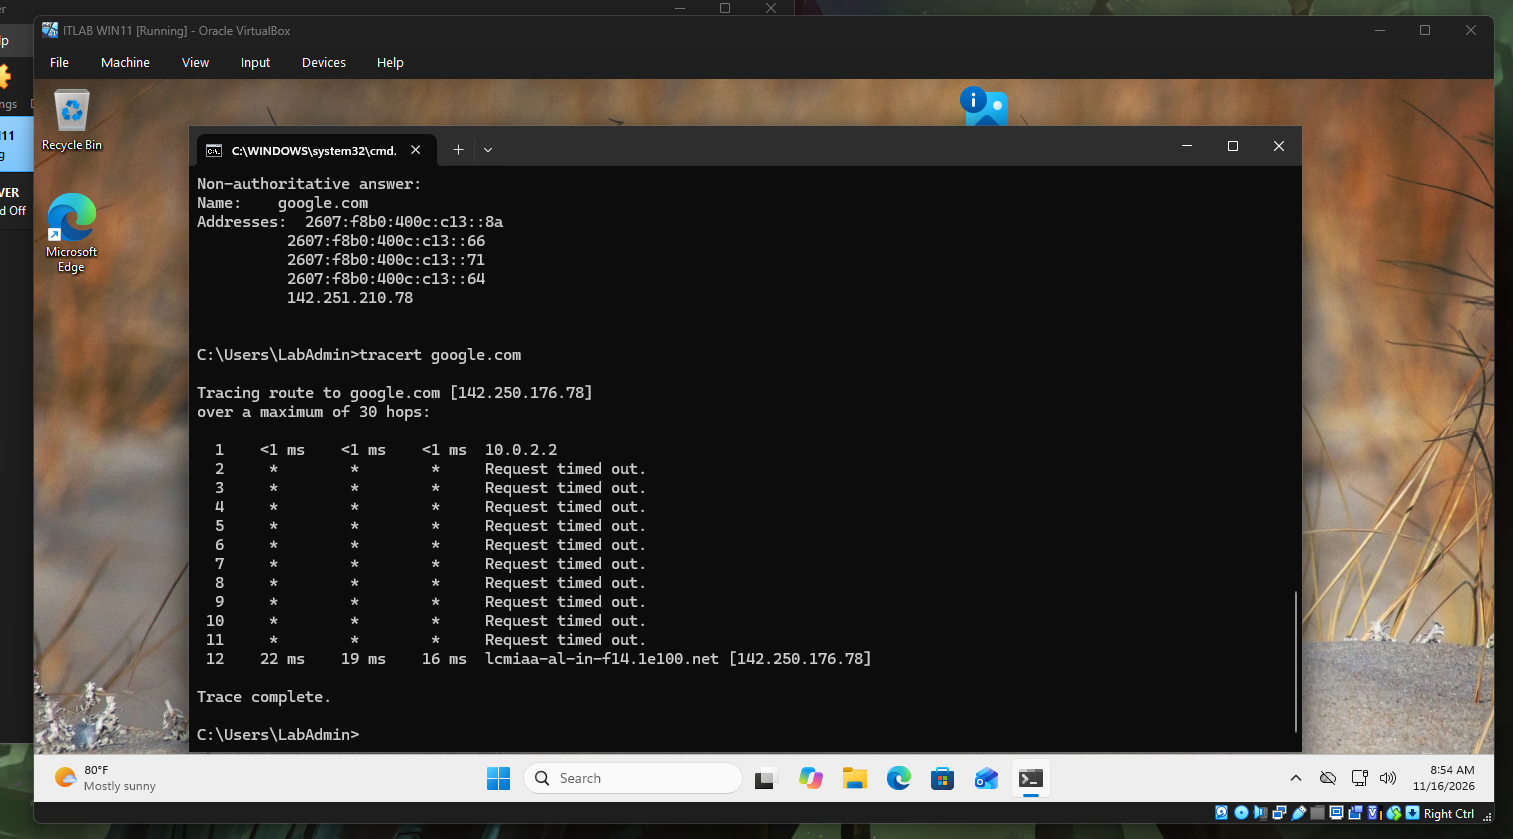 er
ITLAB WIN11 [Running] - Oracle VirtualBox
lp
File Machine View Input Devices Help
ngs
11
g
VER
d Off
Recycle Bin
Microsoft
Edge
C:\WINDOWS\system32\cmd.
Non-authoritative answer:
Name:    google.com
Addresses:  2607:f8b0:400c:c13::8a
2607:f8b0:400c:c13::66
2607:f8b0:400c:c13::71
2607:f8b0:400c:c13::64
142.251.210.78
C:\Users\LabAdmin>tracert google.com
Tracing route to google.com [142.250.176.78]
over a maximum of 30 hops:
1    <1 ms    <1 ms    <1 ms  10.0.2.2
2     *        *        *     Request timed out.
3     *        *        *     Request timed out.
4     *        *        *     Request timed out.
5     *        *        *     Request timed out.
6     *        *        *     Request timed out.
7     *        *        *     Request timed out.
8     *        *        *     Request timed out.
9     *        *        *     Request timed out.
10     *        *        *     Request timed out.
11     *        *        *     Request timed out.
12    22 ms    19 ms    16 ms  lcmiaa-al-in-f14.1e100.net [142.250.176.78]
Trace complete.
C:\Users\LabAdmin>
80°F
Mostly sunny
Search
8:54 AM
11/16/2026
Right Ctrl